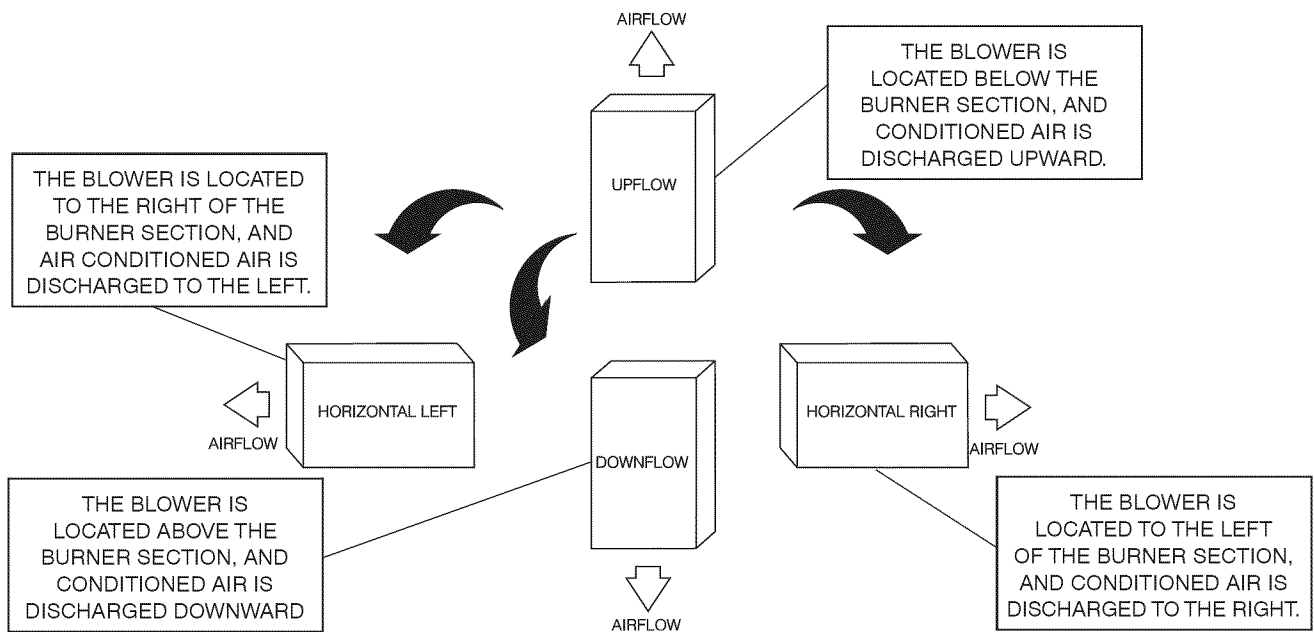 AIRFLOW
THE BLOWER IS
LOCATED BELOW THE
BURNER SECTION, AND
CONDITIONED AIR IS
DISCHARGED UPWARD.
UPFLOW
THE BLOWER IS LOCATED
TO THE RIGHT OF THE
BURNER SECTION, AND
AIR CONDITIONED AIR IS
DISCHARGED TO THE LEFT.
HORIZONTAL LEFT
AIRFLOW
HORIZONTAL RIGHT
AIRFLOW
DOWNFLOW
THE BLOWER IS
LOCATED ABOVE THE
BURNER SECTION, AND
CONDITIONED AIR IS
DISCHARGED DOWNWARD
THE BLOWER IS
LOCATED TO THE LEFT
OF THE BURNER SECTION,
AND CONDITIONED AIR IS
DISCHARGED TO THE RIGHT.
AIRFLOW